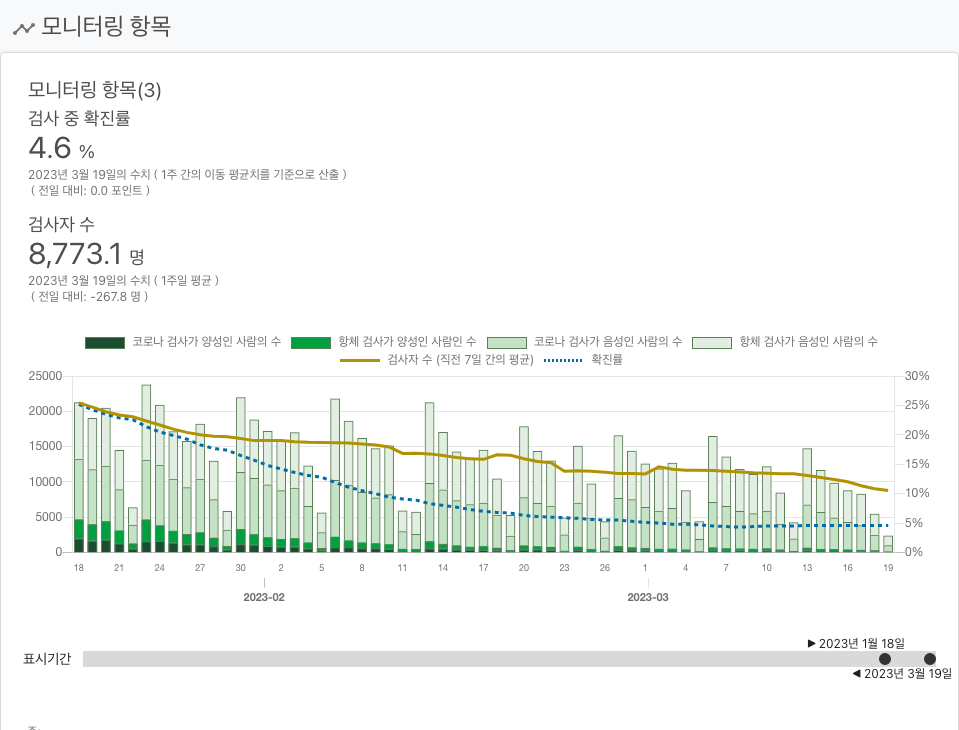 모니터링 항목
모니터링 항목(3)
검사 중 확진률
4.6 %
2023년 3월 19일의 수치 ( 1주 간의 이동 평균치를 기준으로 산출 )
( 전일 대비: 0.0 포인트 )
검사자 수
8,773.1 명
2023년 3월 19일의 수치 ( 1주일 평균 )
( 전일 대비: -267.8 명 )
코로나 검사가 양성인 사람의 수 항체 검사가 양성인 사람인 수 코로나 검사가 음성인 사람의 수 항체 검사가 음성인 사람의 수
검사자 수 (직전 7일 간의 평균) 확진률
25000 30%
20000 25%
20%
15000
15%
10000
10%
5000 5%
0 0%
18 21 24 27 30 2 5 8 11 14 17 20 23 26 1 4 7 10 13 16 19
2023-02 2023-03
▶ 2023년 1월 18일
표시기간
◀ 2023년 3월 19일